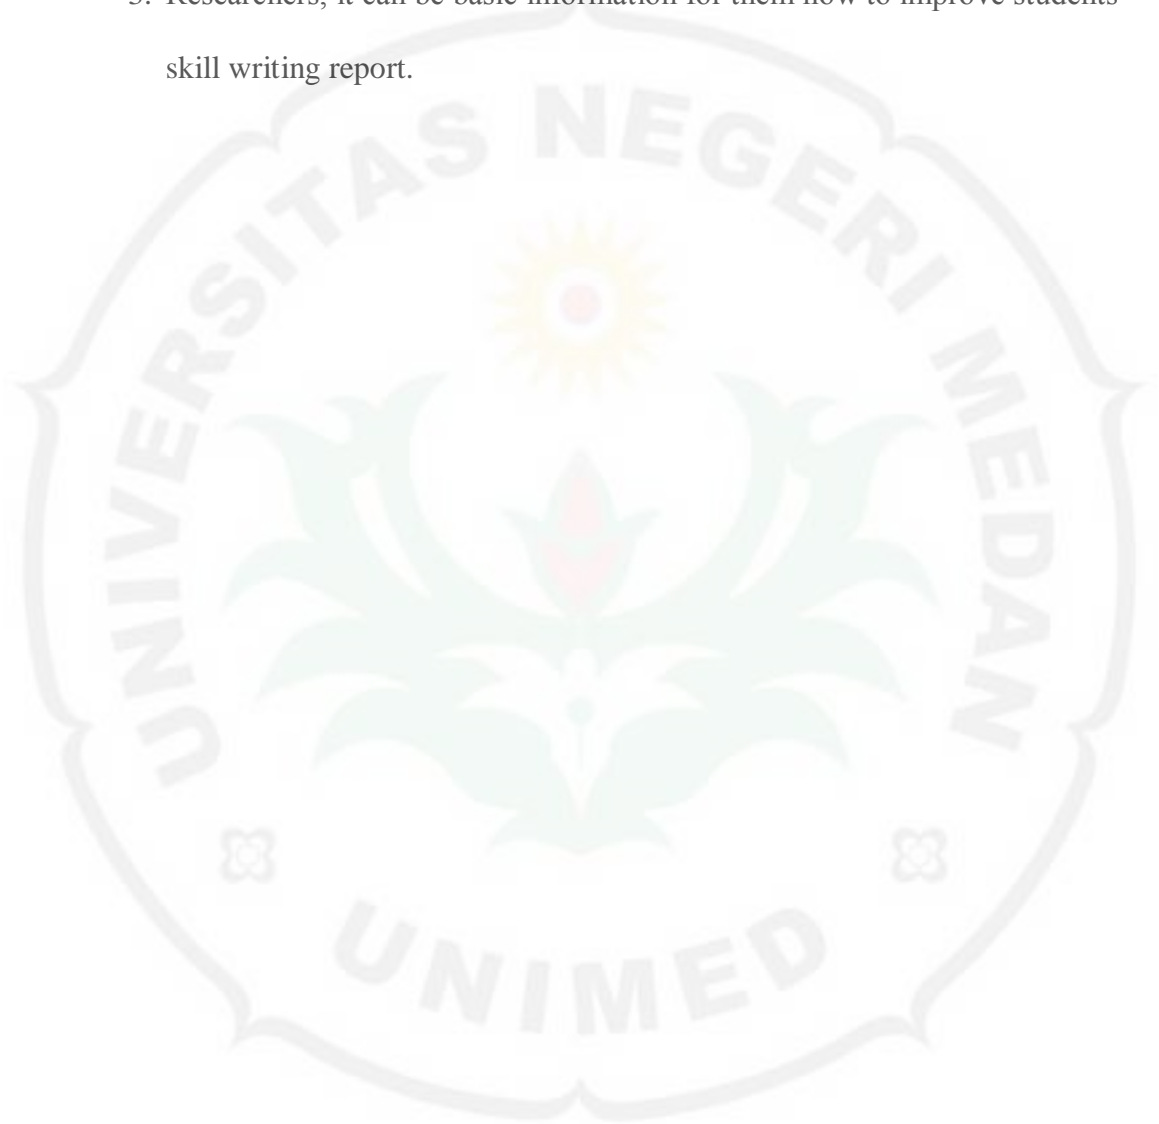 3. Researchers, it can be basic information for them how to improve students
skill writing report.
UNIVERSITAS NEGERI MEDAN
UNIMED